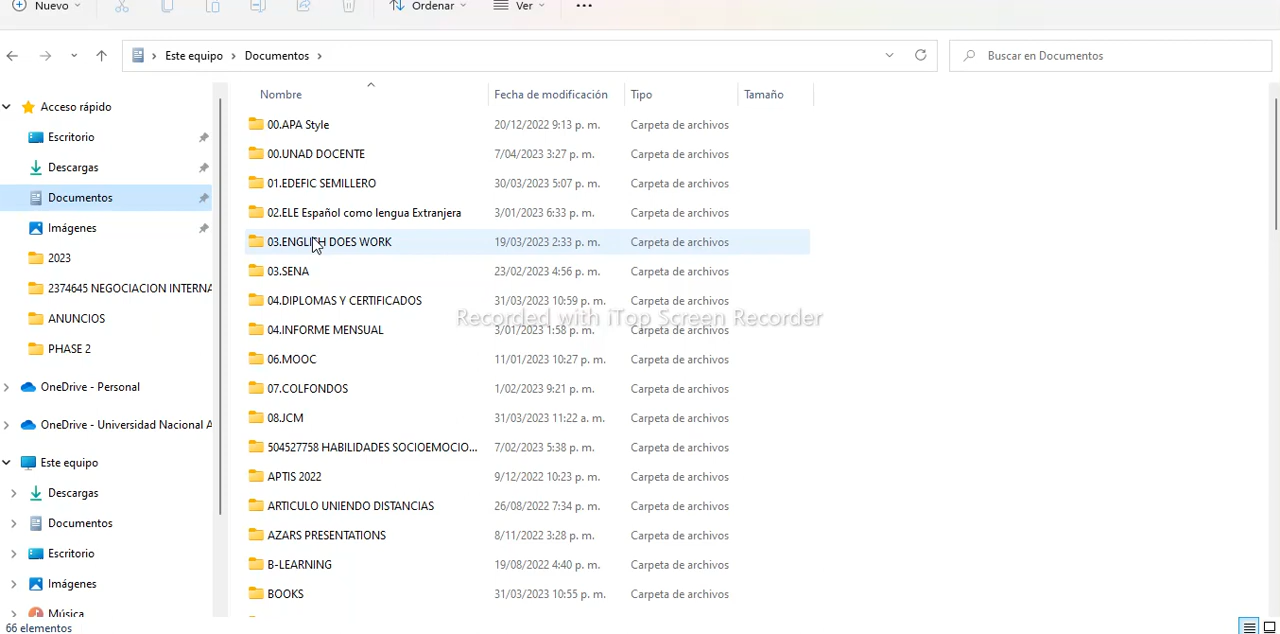 Nuevo
Ordenar
Ver
Este equipo
Documentos
Buscar en Documentos
Acceso rápido
Escritorio
Descargas
Documentos
Imágenes
2023
2374645 NEGOCIACION INTERNA
ANUNCIOS
PHASE 2
OneDrive - Personal
OneDrive - Universidad Nacional A
Este equipo
Descargas
Documentos
Escritorio
Imágenes
Música
Nombre Fecha de modificación Tipo Tamaño
00.APA Style 20/12/2022 9:13 p. m. Carpeta de archivos
00.UNAD DOCENTE 7/04/2023 3:27 p. m. Carpeta de archivos
01.EDEFIC SEMILLERO 30/03/2023 5:07 p. m. Carpeta de archivos
02.ELE Español como lengua Extranjera 3/01/2023 6:33 p. m. Carpeta de archivos
03.ENGLISH DOES WORK 19/03/2023 2:33 p. m. Carpeta de archivos
03.SENA 23/02/2023 4:56 p. m. Carpeta de archivos
04.DIPLOMAS Y CERTIFICADOS 31/03/2023 10:59 p. m. Carpeta de archivos
Recorded with iTop Screen Recorder
04.INFORME MENSUAL 3/01/2023 1:58 p. m. Carpeta de archivos
06.MOOC 11/01/2023 10:27 p. m. Carpeta de archivos
07.COLFONDOS 1/02/2023 9:21 p. m. Carpeta de archivos
08.JCM 31/03/2023 11:22 a. m. Carpeta de archivos
504527758 HABILIDADES SOCIOEMOCIO... 7/02/2023 5:38 p. m. Carpeta de archivos
APTIS 2022 9/12/2022 10:23 p. m. Carpeta de archivos
ARTICULO UNIENDO DISTANCIAS 26/08/2022 7:34 p. m. Carpeta de archivos
AZARS PRESENTATIONS 8/11/2022 3:28 p. m. Carpeta de archivos
B-LEARNING 19/08/2022 4:40 p. m. Carpeta de archivos
BOOKS 31/03/2023 10:55 p. m. Carpeta de archivos
66 elementos